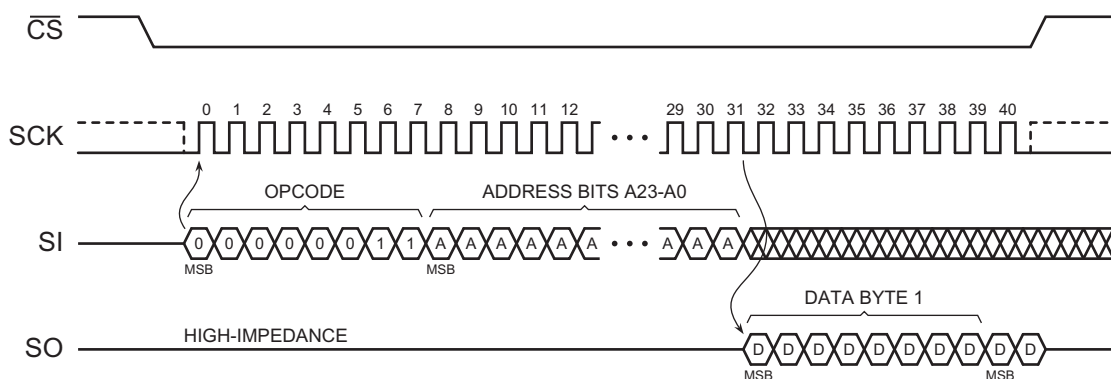 CS
0 1 2 3 4 5 6 7 8 9 10 11 12 29 30 31 32 33 34 35 36 37 38 39 40
SCK
OPCODE ADDRESS BITS A23-A0
SI 0 0 0 0 0 0 1 1 A A A A A A A A A
MSB MSB
DATA BYTE 1
HIGH-IMPEDANCE
SO D D D D D D D D D D
MSB MSB